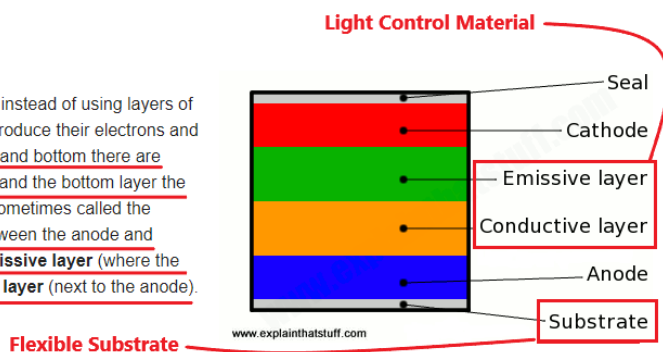 Light Control Material
instead of using layers of
roduce their electrons and
and bottom there are
and the bottom layer the
ometimes called the
ween the anode and
issive layer (where the
layer (next to the anode).
Seal
Cathode
Emissive layer
Conductive layer
Anode
Substrate
www.explainthatstuff.com
Flexible Substrate